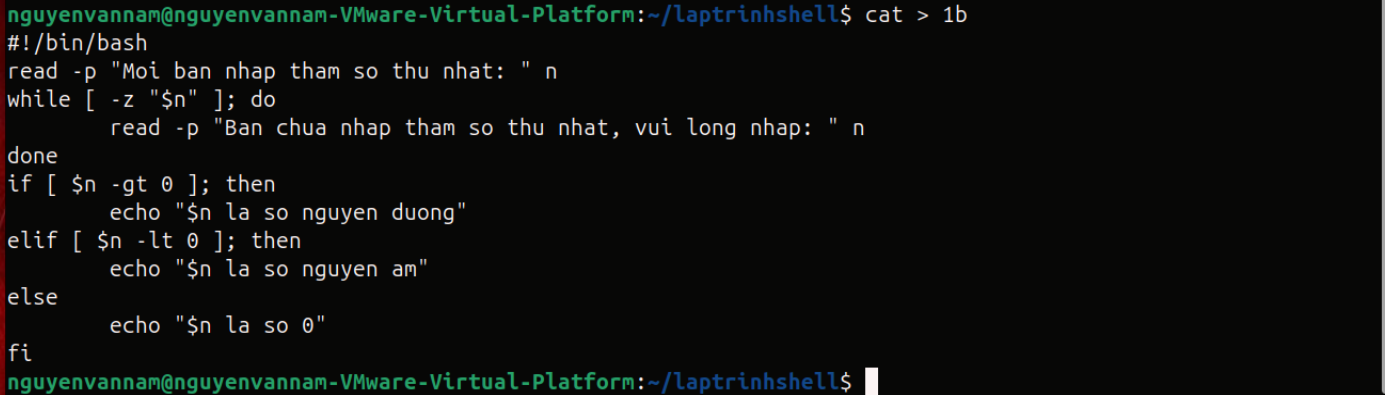 nguyenvannam@nguyenvannam-VMware-Virtual-Platform:~/laptrinhshell$ cat > 1b
#!/bin/bash
read -p "Moi ban nhap tham so thu nhat: " n
while [ -z "$n" ]; do
        read -p "Ban chua nhap tham so thu nhat, vui long nhap: " n
done
if [ $n -gt 0 ]; then
        echo "$n la so nguyen duong"
elif [ $n -lt 0 ]; then
        echo "$n la so nguyen am"
else
        echo "$n la so 0"
fi
nguyenvannam@nguyenvannam-VMware-Virtual-Platform:~/laptrinhshell$